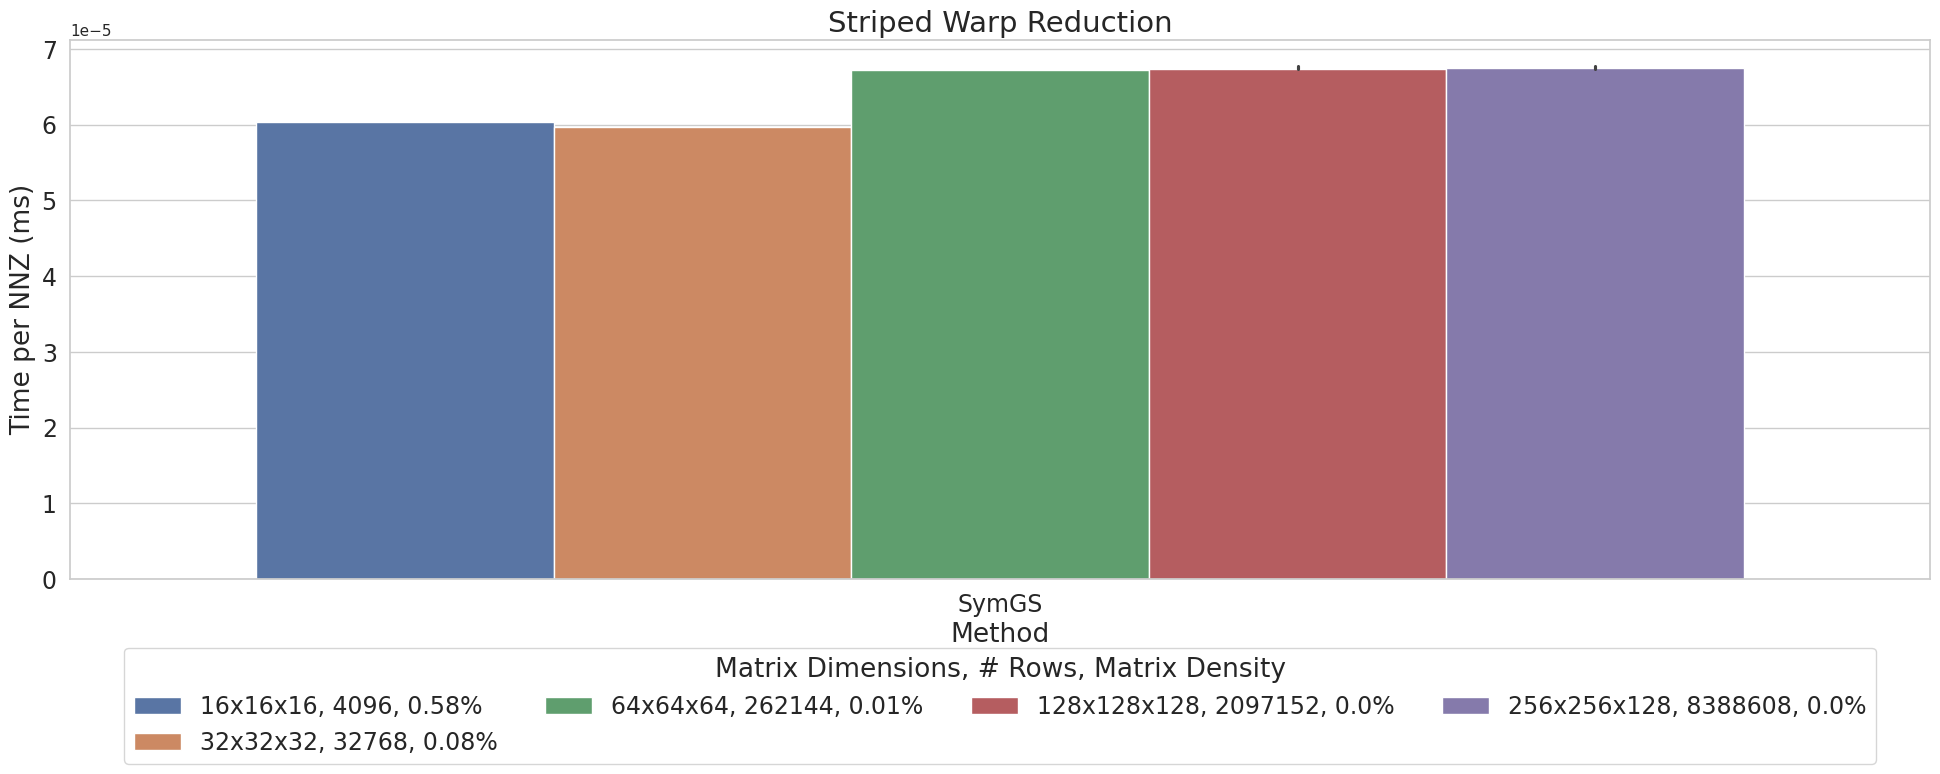 Striped Warp Reduction
1e−5
7
6
5
4
3
2
1
0
Time per NNZ (ms)
SymGS
Method
Matrix Dimensions, # Rows, Matrix Density
16x16x16, 4096, 0.58%
32x32x32, 32768, 0.08%
64x64x64, 262144, 0.01%
128x128x128, 2097152, 0.0%
256x256x128, 8388608, 0.0%